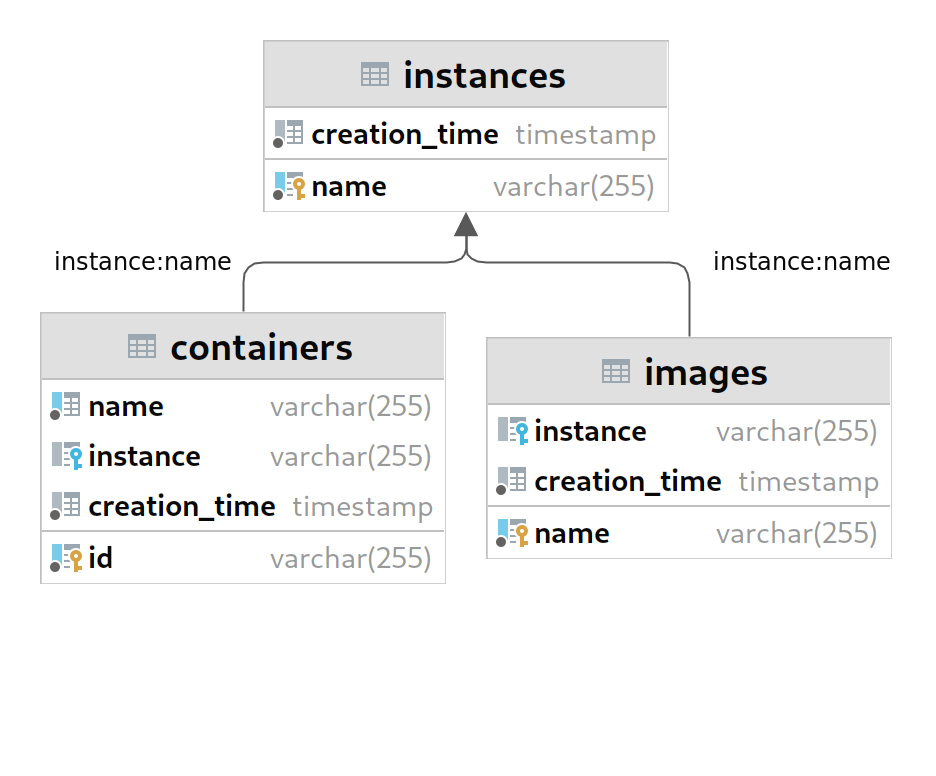 instances
creation_time timestamp
name varchar(255)
instance:name instance:name
containers
name varchar(255)
instance varchar(255)
creation_time timestamp
id varchar(255)
images
instance varchar(255)
creation_time timestamp
name varchar(255)